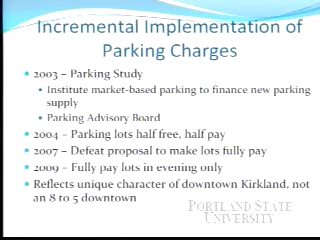 Incremental Implementation of
Parking Charges
2003 – Parking Study
Institute market-based parking to finance new parking
supply
Parking Advisory Board
2004 – Parking lots half free, half pay
2007 – Defeat proposal to make lots fully pay
2009 – Fully pay lots in evening only
Reflects unique character of downtown Kirkland, not
an 8 to 5 downtown
PORTLAND STATE
UNIVERSITY